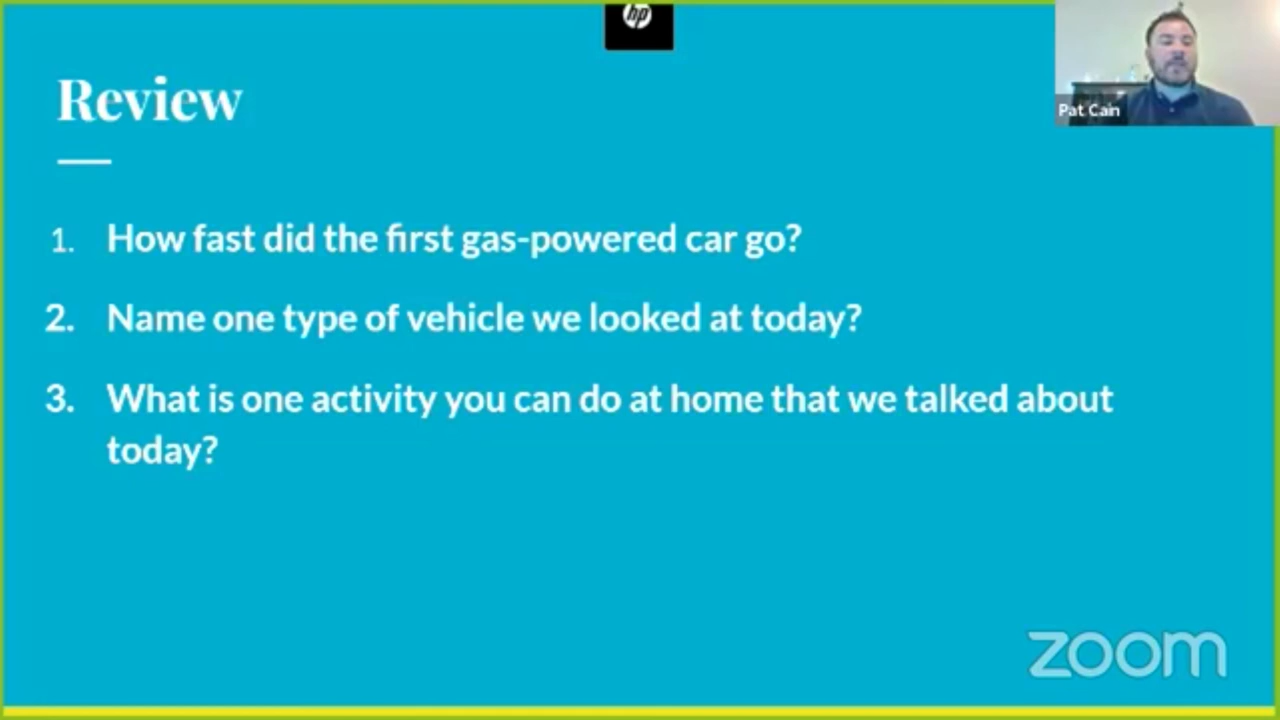 hp
Review
Pat Cain
1. How fast did the first gas-powered car go?
2. Name one type of vehicle we looked at today?
3. What is one activity you can do at home that we talked about
today?
zoom